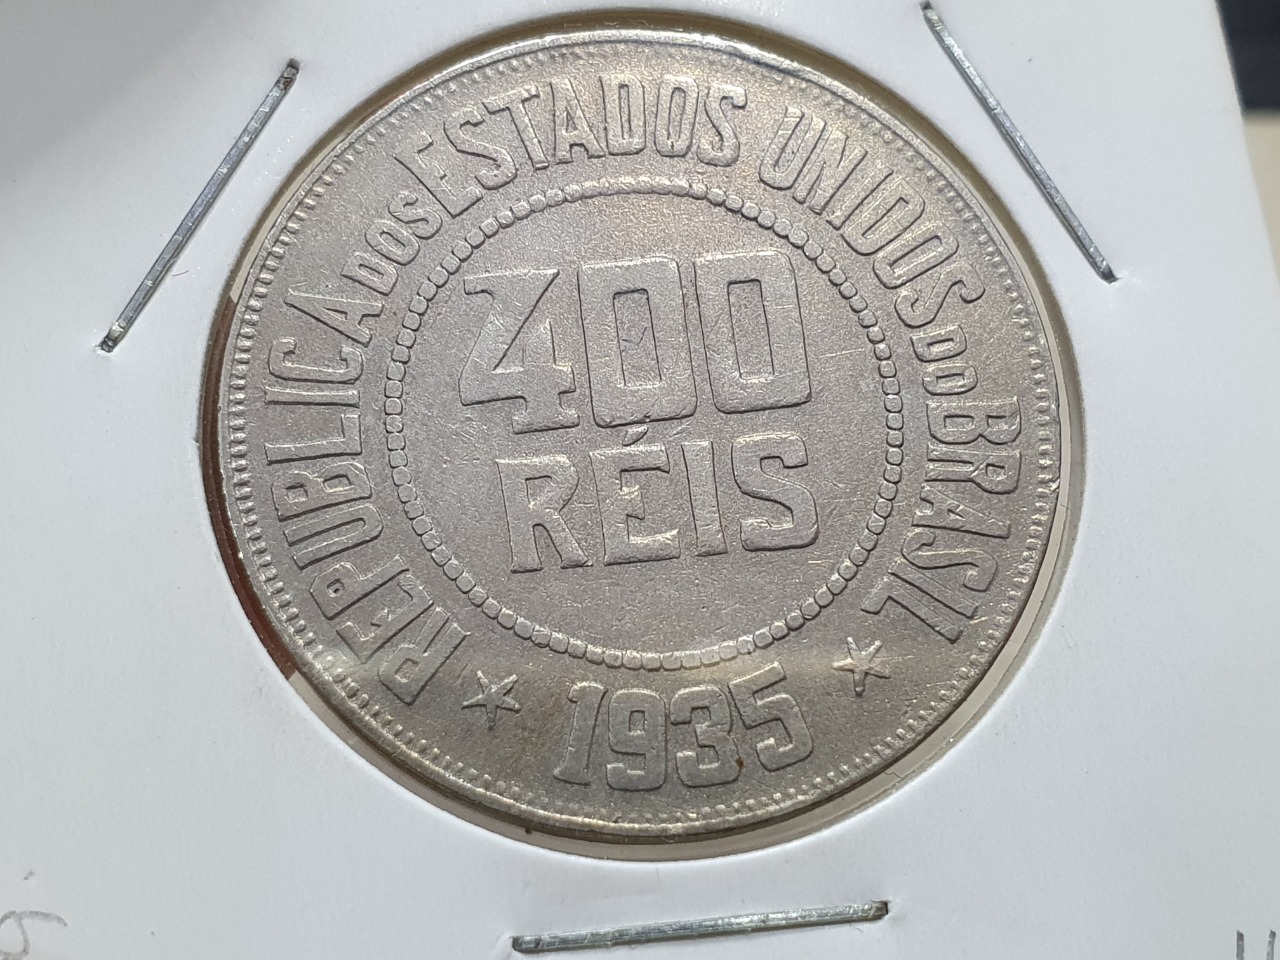 REPUBLICA DOS ESTADOS UNIDOS DO BRASIL
400
RÉIS
1935